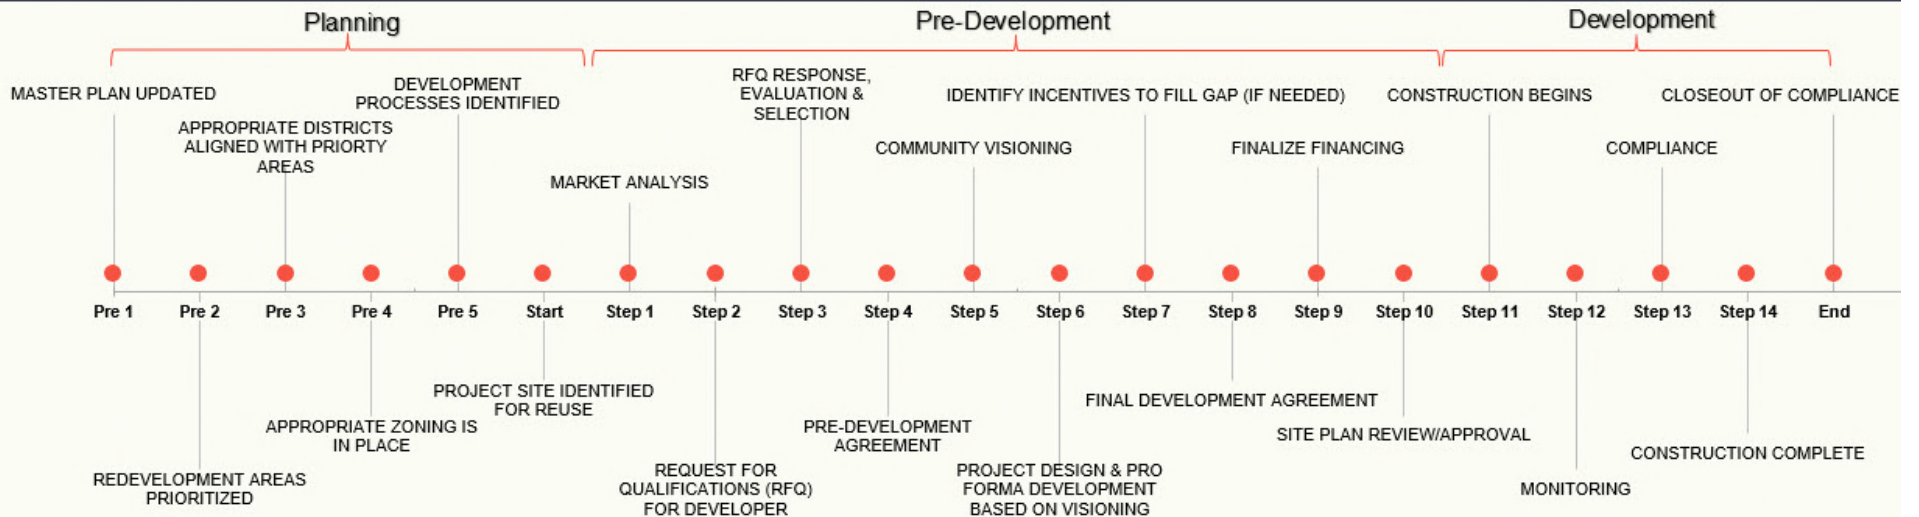 Planning
Pre-Development
Development
MASTER PLAN UPDATED
APPROPRIATE DISTRICTS
ALIGNED WITH PRIORTY
AREAS
DEVELOPMENT
PROCESSES IDENTIFIED
MARKET ANALYSIS
RFQ RESPONSE,
EVALUATION &
SELECTION
COMMUNITY VISIONING
IDENTIFY INCENTIVES TO FILL GAP (IF NEEDED)
FINALIZE FINANCING
CONSTRUCTION BEGINS
COMPLIANCE
CLOSEOUT OF COMPLIANCE
Pre 1
Pre 2
Pre 3
Pre 4
Pre 5
Start
Step 1
Step 2
Step 3
Step 4
Step 5
Step 6
Step 7
Step 8
Step 9
Step 10
Step 11
Step 12
Step 13
Step 14
End
REDEVELOPMENT AREAS
PRIORITIZED
APPROPRIATE ZONING IS
IN PLACE
PROJECT SITE IDENTIFIED
FOR REUSE
REQUEST FOR
QUALIFICATIONS (RFQ)
FOR DEVELOPER
PRE-DEVELOPMENT
AGREEMENT
PROJECT DESIGN & PRO
FORMA DEVELOPMENT
BASED ON VISIONING
FINAL DEVELOPMENT AGREEMENT
SITE PLAN REVIEW/APPROVAL
MONITORING
CONSTRUCTION COMPLETE